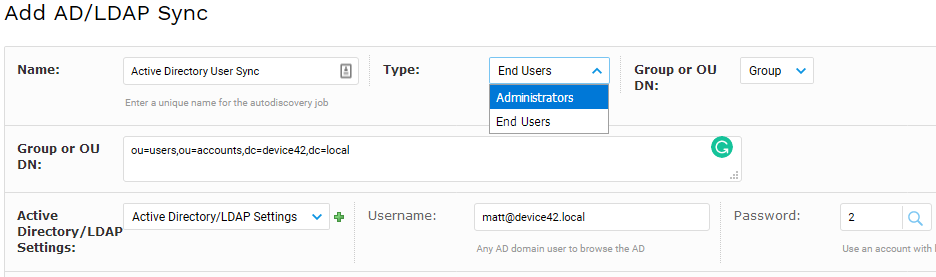 Add AD/LDAP Sync
Name: Active Directory User Sync Type: End Users Group or OU DN: Group
Enter a unique name for the autodiscovery job
Administrators
End Users
Group or OU DN: ou=users,ou=accounts,dc=device42,dc=local
Active Directory/LDAP Settings: Active Directory/LDAP Settings Username: matt@device42.local Password: 2
Any AD domain user to browse the AD Use an account with